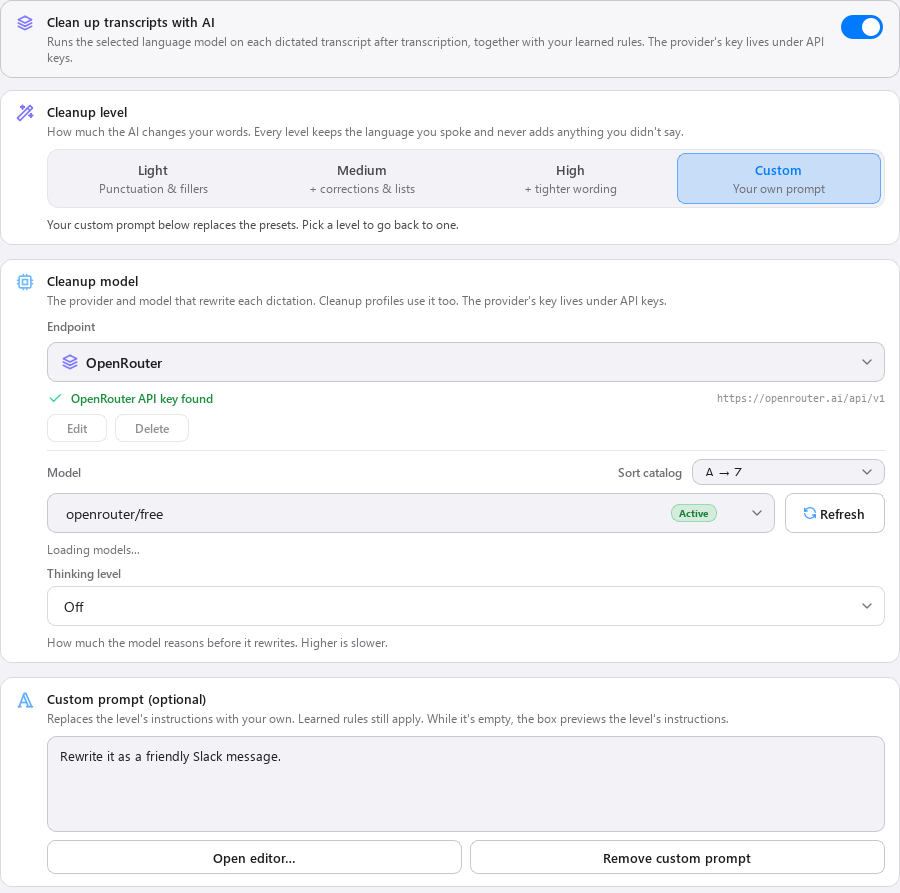 Clean up transcripts with AI
Runs the selected language model on each dictated transcript after transcription, together with your learned rules. The provider's key lives under API
keys.
Cleanup level
How much the AI changes your words. Every level keeps the language you spoke and never adds anything you didn't say.
Light
Punctuation & fillers
Medium
+ corrections & lists
High
+ tighter wording
Custom
Your own prompt
Your custom prompt below replaces the presets. Pick a level to go back to one.
Cleanup model
The provider and model that rewrite each dictation. Cleanup profiles use it too. The provider's key lives under API keys.
Endpoint
OpenRouter
OpenRouter API key found
https://openrouter.ai/api/v1
Edit
Delete
Model
Sort catalog
A → Z
openrouter/free
Active
Refresh
Loading models...
Thinking level
Off
How much the model reasons before it rewrites. Higher is slower.
Custom prompt (optional)
Replaces the level's instructions with your own. Learned rules still apply. While it's empty, the box previews the level's instructions.
Rewrite it as a friendly Slack message.
Open editor...
Remove custom prompt